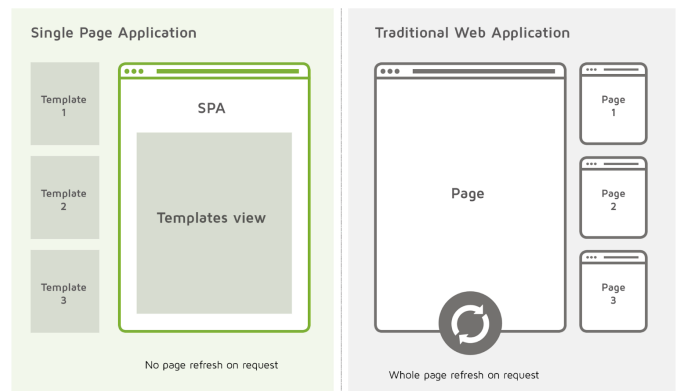 Single Page Application
Template
1
Template
2
Template
3
SPA
Templates view
No page refresh on request
Traditional Web Application
Page
Page
1
Page
2
Page
3
Whole page refresh on request